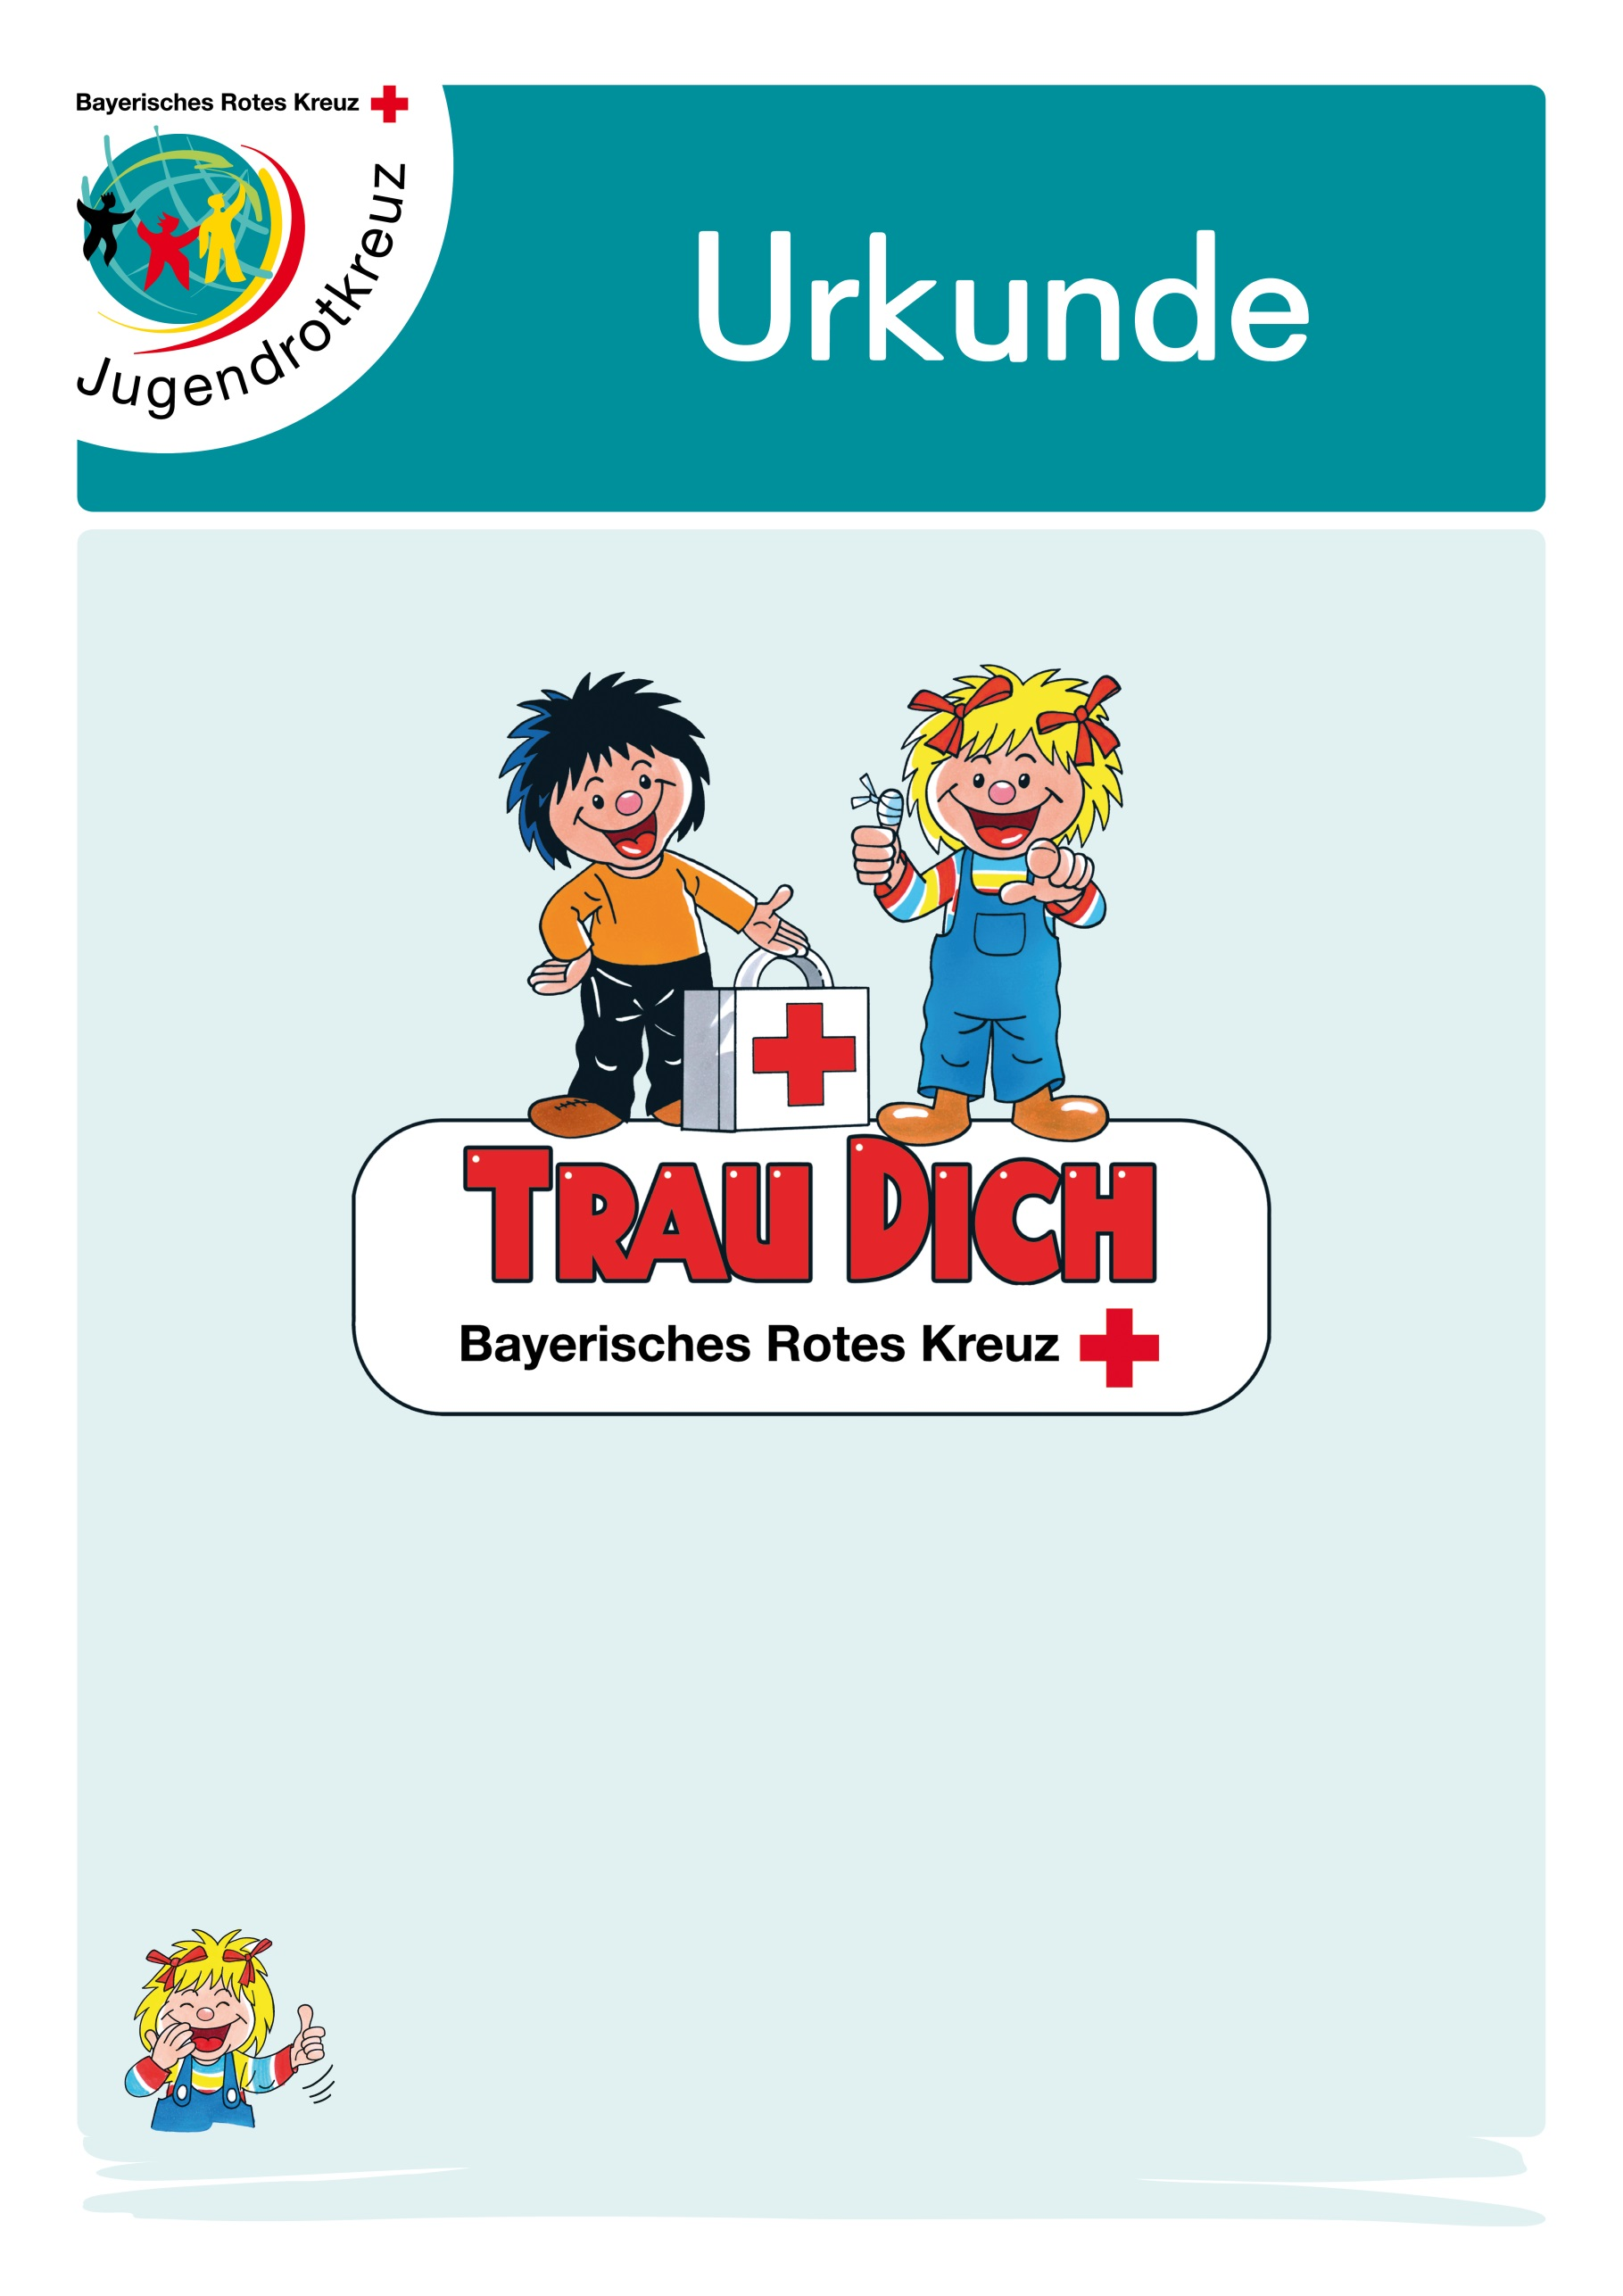 Bayerisches Rotes Kreuz
Jugendrotkreuz
Urkunde
TRAU DICH
Bayerisches Rotes Kreuz